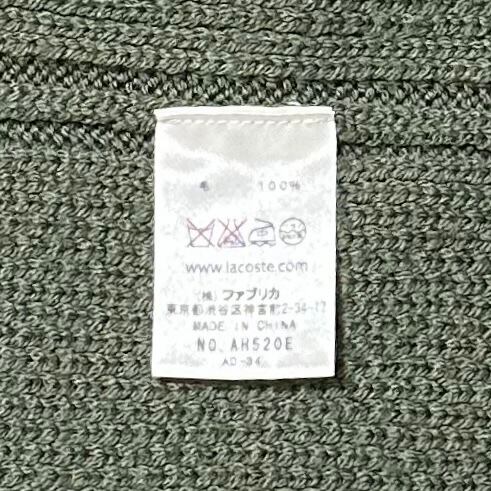 毛 100%
www.lacoste.com
(株) ファブリカ
東京都渋谷区神宮前2-34-17
MADE IN CHINA
NO. AH520E
AO-34